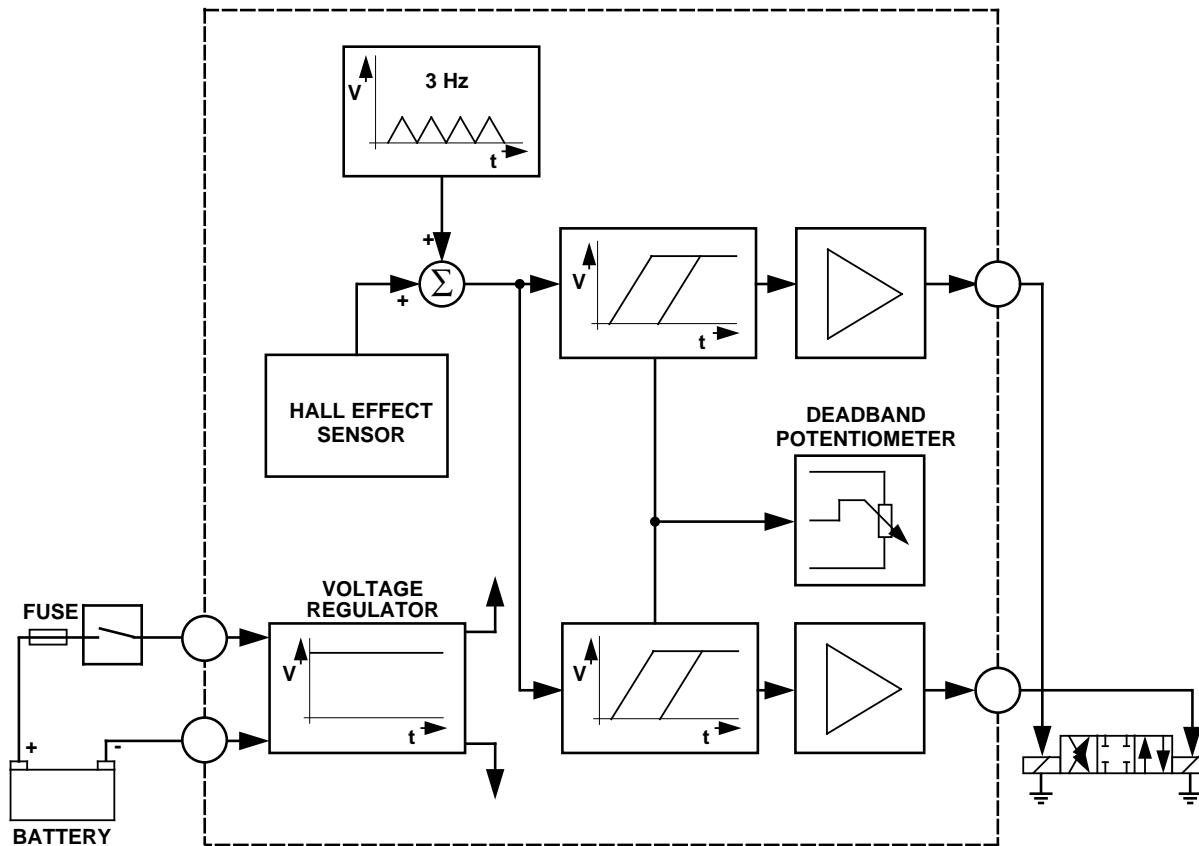 3 Hz
V
t
+
+
Σ
V
t
HALL EFFECT
SENSOR
DEADBAND
POTENTIOMETER
VOLTAGE
REGULATOR
FUSE
V
t
V
t
+
-
BATTERY